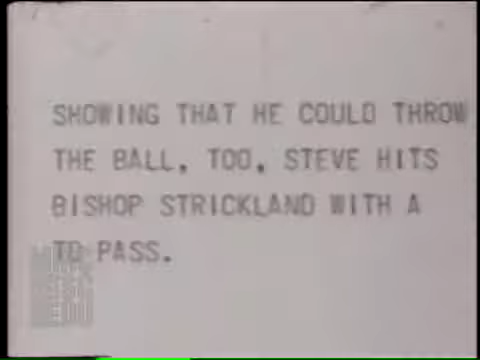 SHOWING THAT HE COULD THROW
THE BALL, TOO, STEVE HITS
BISHOP STRICKLAND WITH A
TD PASS.